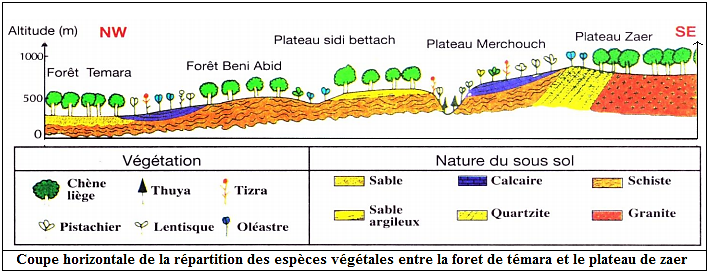 Altitude (m) NW SE
Plateau sidi bettach Plateau Merchouch Plateau Zaer
1000
Forêt Beni Abid
Forêt Temara
500
0
Végétation Nature du sous sol
Chène liège Thuya Tizra Sable Calcaire Schiste
Pistachier Lentisque Oléastre Sable argileux Quartzite Granite
Coupe horizontale de la répartition des espèces végétales entre la foret de témara et le plateau de zaer